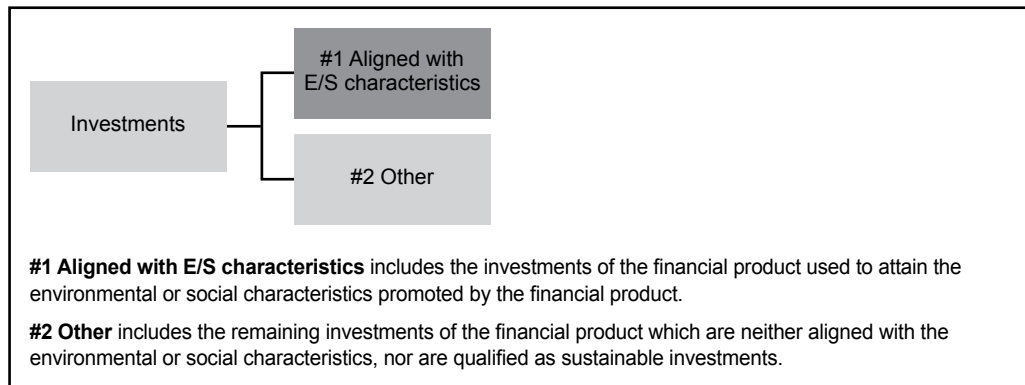 #1 Aligned with
E/S characteristics
Investments
#2 Other
#1 Aligned with E/S characteristics includes the investments of the financial product used to attain the
environmental or social characteristics promoted by the financial product.
#2 Other includes the remaining investments of the financial product which are neither aligned with the
environmental or social characteristics, nor are qualified as sustainable investments.